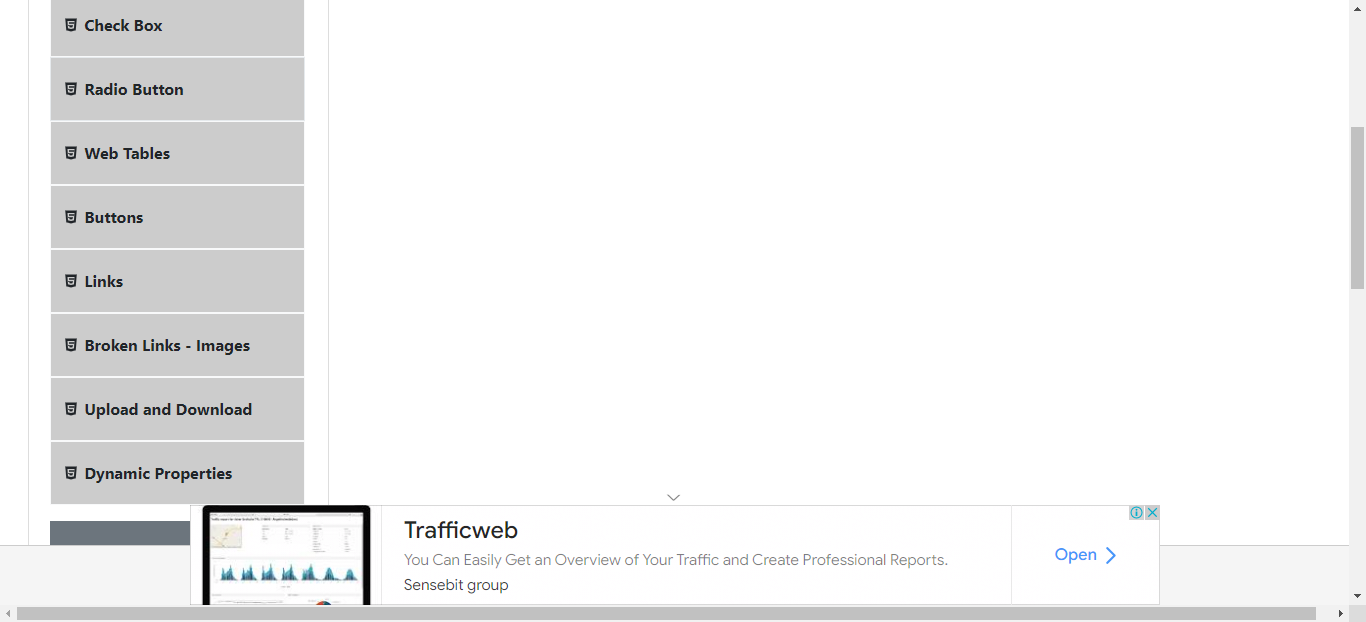 Check Box
Radio Button
Web Tables
Buttons
Links
Broken Links - Images
Upload and Download
Dynamic Properties
Trafficweb
You Can Easily Get an Overview of Your Traffic and Create Professional Reports.
Sensebit group
Open